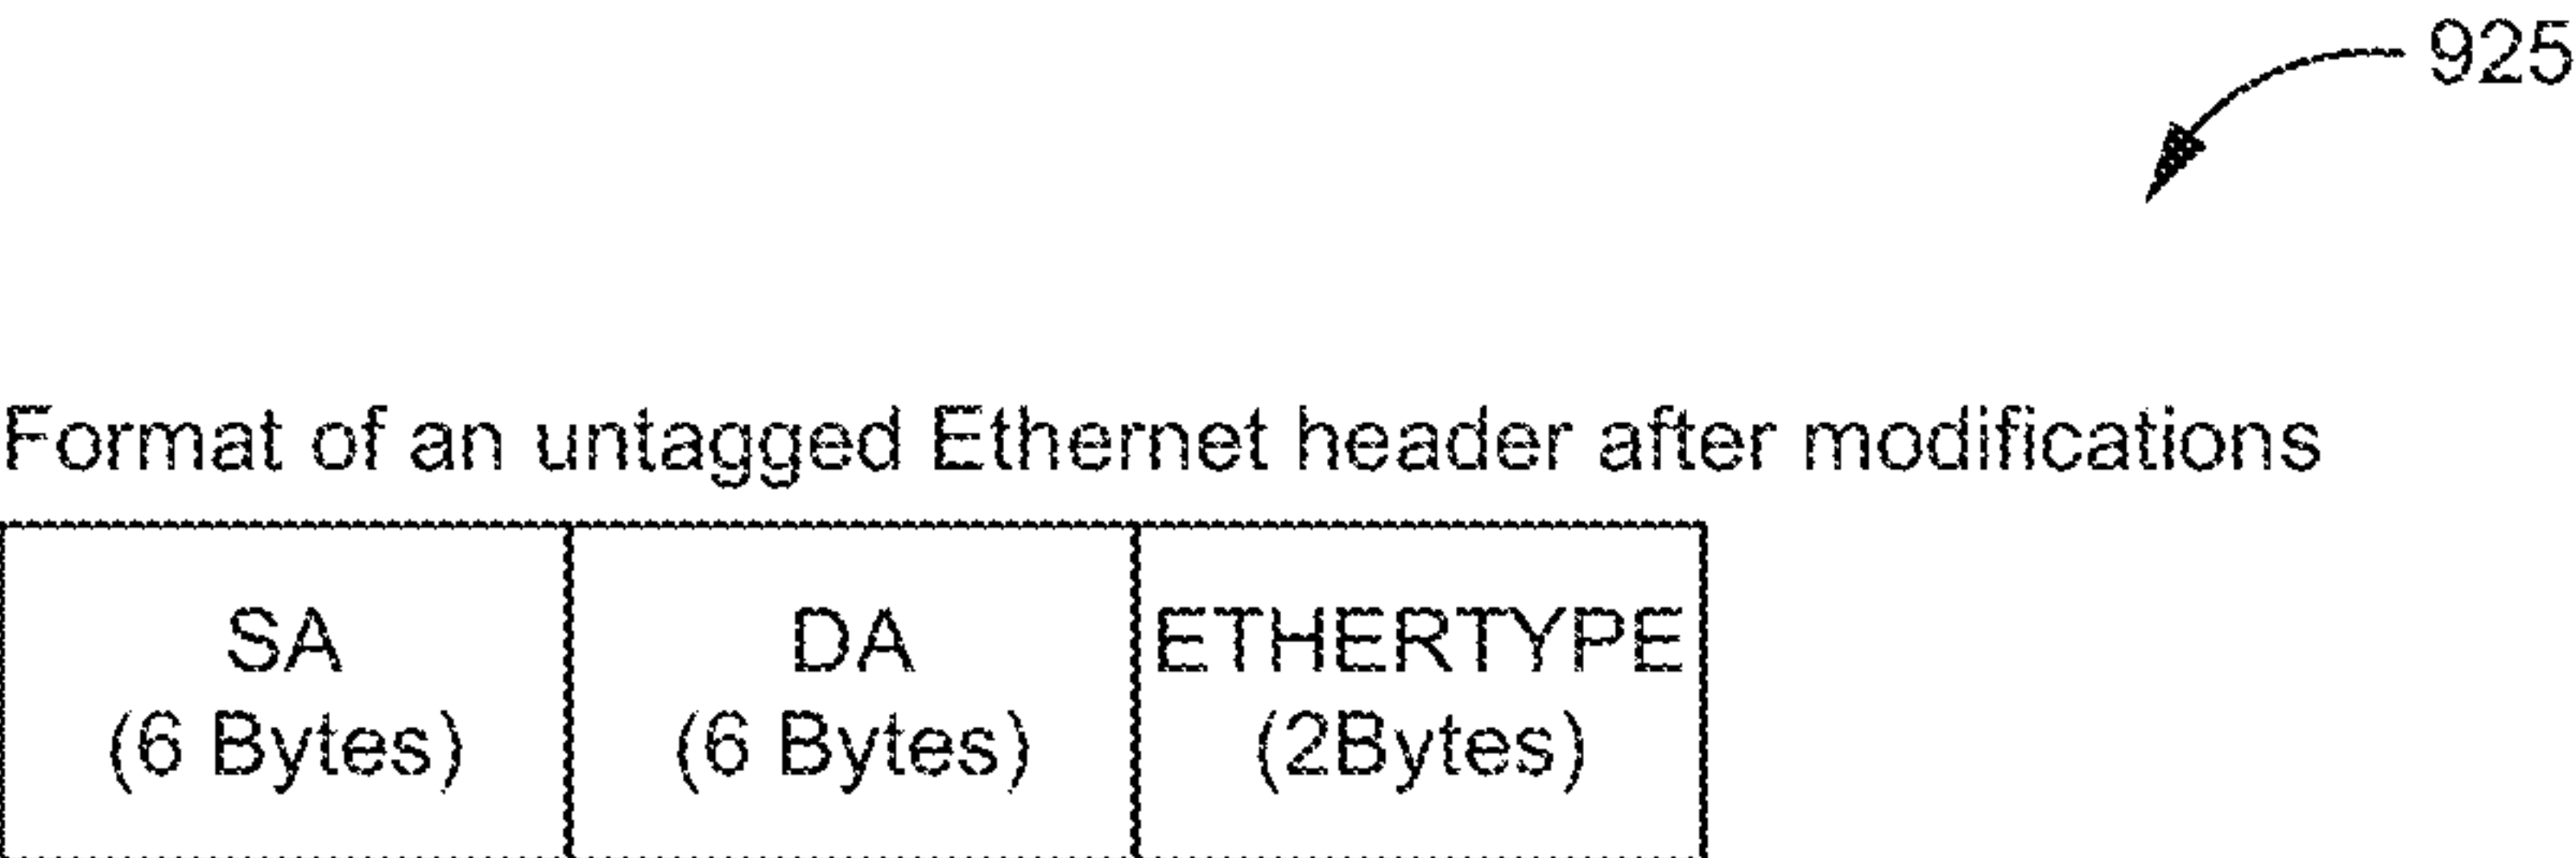 925
Format of an untagged Ethernet header after modifications
SA DA ETHERTYPE
(6 Bytes) (6 Bytes) (2Bytes)